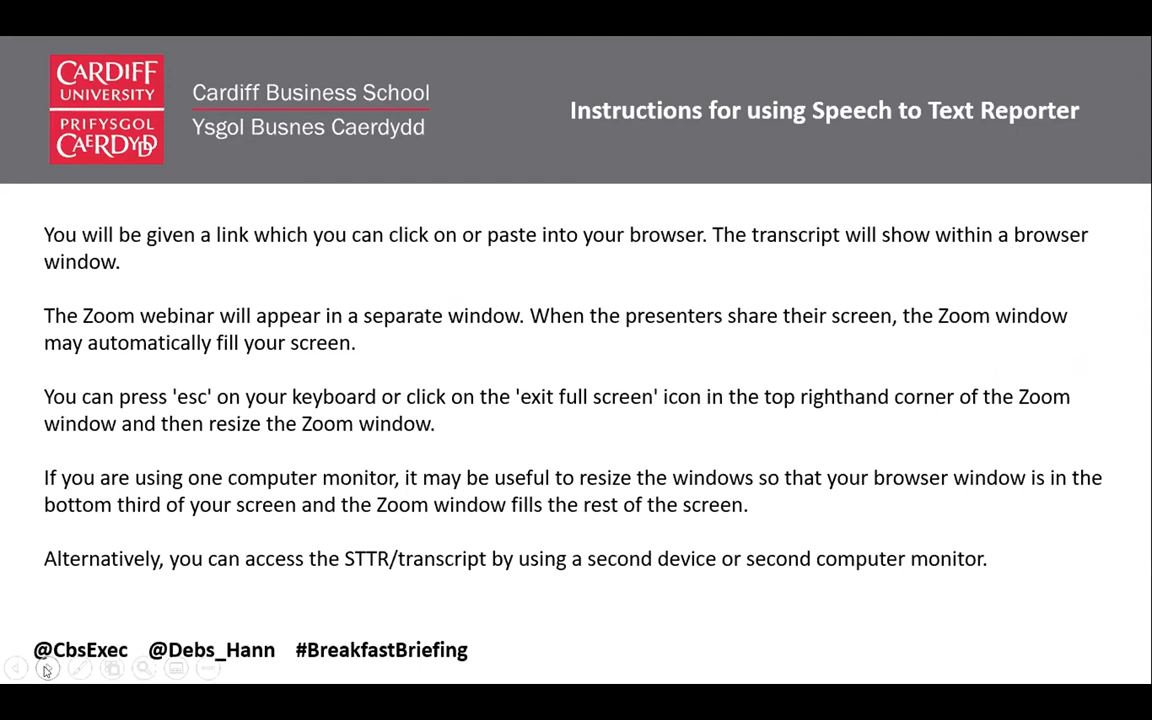 CARDIFF
UNIVERSITY
PRIFYSGOL
CAERDYDD
Cardiff Business School
Ysgol Busnes Caerdydd
Instructions for using Speech to Text Reporter
You will be given a link which you can click on or paste into your browser. The transcript will show within a browser
window.
The Zoom webinar will appear in a separate window. When the presenters share their screen, the Zoom window
may automatically fill your screen.
You can press 'esc' on your keyboard or click on the 'exit full screen' icon in the top righthand corner of the Zoom
window and then resize the Zoom window.
If you are using one computer monitor, it may be useful to resize the windows so that your browser window is in the
bottom third of your screen and the Zoom window fills the rest of the screen.
Alternatively, you can access the STTR/transcript by using a second device or second computer monitor.
@CbsExec @Debs_Hann #BreakfastBriefing